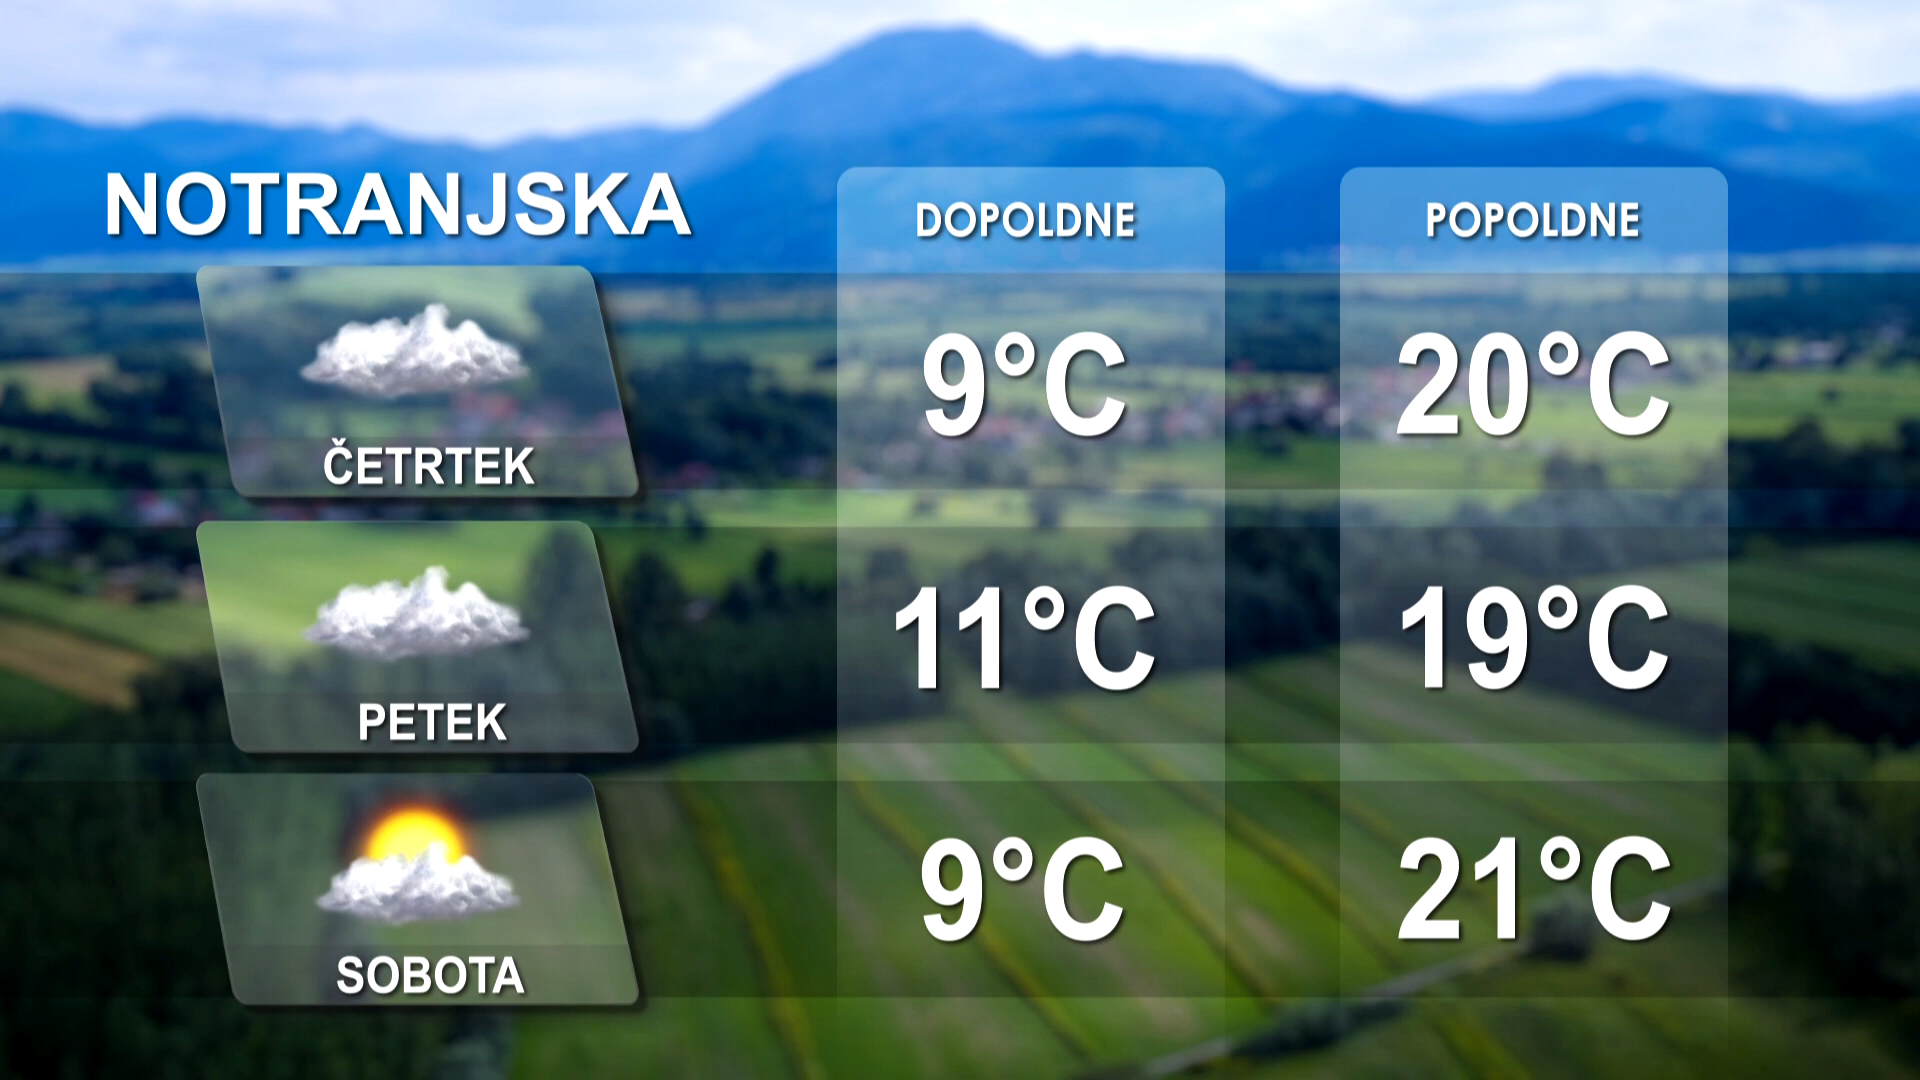 NOTRANJSKA
DOPOLDNE POPOLDNE
ČETRTEK 9°C 20°C
PETEK 11°C 19°C
SOBOTA 9°C 21°C